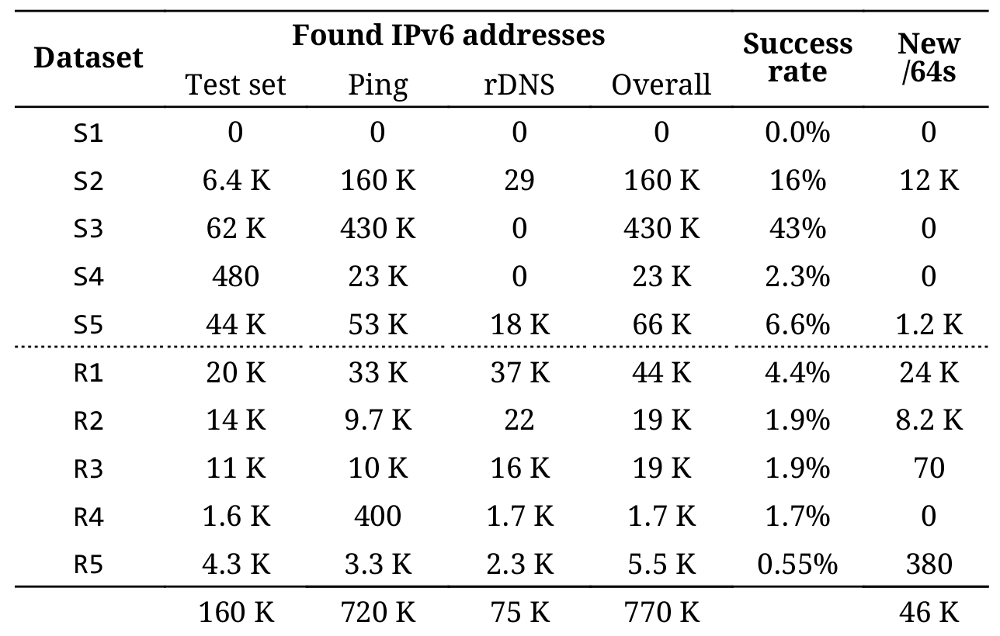 Dataset Found IPv6 addresses Success rate New /64s
Test set Ping rDNS Overall
S1 0 0 0 0 0.0% 0
S2 6.4 K 160 K 29 160 K 16% 12 K
S3 62 K 430 K 0 430 K 43% 0
S4 480 23 K 0 23 K 2.3% 0
S5 44 K 53 K 18 K 66 K 6.6% 1.2 K
R1 20 K 33 K 37 K 44 K 4.4% 24 K
R2 14 K 9.7 K 22 19 K 1.9% 8.2 K
R3 11 K 10 K 16 K 19 K 1.9% 70
R4 1.6 K 400 1.7 K 1.7 K 1.7% 0
R5 4.3 K 3.3 K 2.3 K 5.5 K 0.55% 380
160 K 720 K 75 K 770 K 46 K